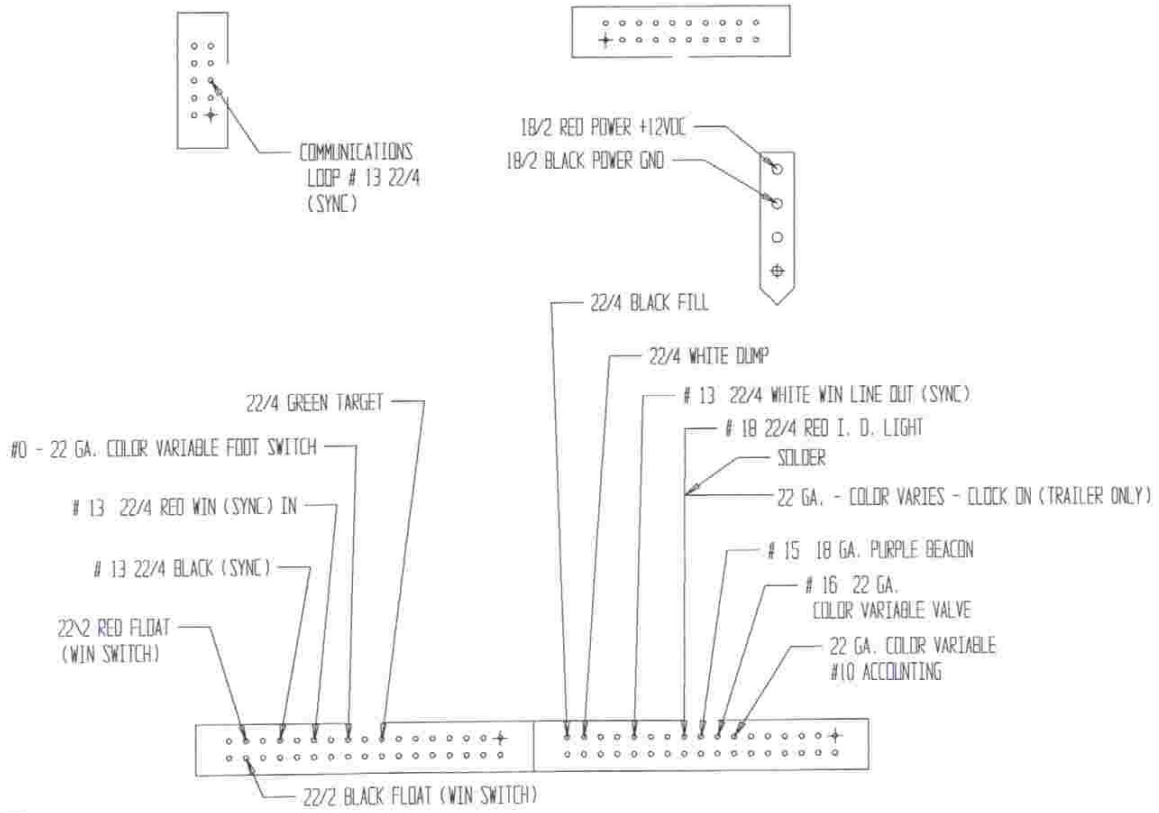 COMMUNICATIONS
LOOP # 13 22/4
(SYNC)
18/2 RED POWER +12VDC
18/2 BLACK POWER GND
22/4 BLACK FILL
22/4 WHITE DUMP
# 13 22/4 WHITE WIN LINE OUT (SYNC)
22/4 GREEN TARGET
# 18 22/4 RED I. D. LIGHT
#0 - 22 GA. COLOR VARIABLE FOOT SWITCH
SOLDER
22 GA. - COLOR VARIES - CLOCK ON (TRAILER ONLY)
# 13 22/4 RED WIN (SYNC) IN
# 15 18 GA. PURPLE BEACON
# 13 22/4 BLACK (SYNC)
# 16 22 GA.
COLOR VARIABLE VALVE
22\2 RED FLOAT
(WIN SWITCH)
22 GA. COLOR VARIABLE
#10 ACCOUNTING
22/2 BLACK FLOAT (WIN SWITCH)